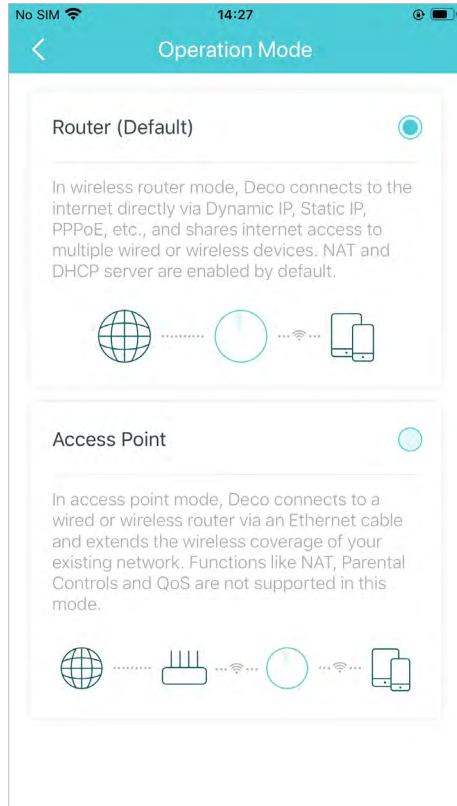 No SIM 14:27
Operation Mode
Router (Default)
In wireless router mode, Deco connects to the
internet directly via Dynamic IP, Static IP,
PPPoE, etc., and shares internet access to
multiple wired or wireless devices. NAT and
DHCP server are enabled by default.
Access Point
In access point mode, Deco connects to a
wired or wireless router via an Ethernet cable
and extends the wireless coverage of your
existing network. Functions like NAT, Parental
Controls and QoS are not supported in this
mode.